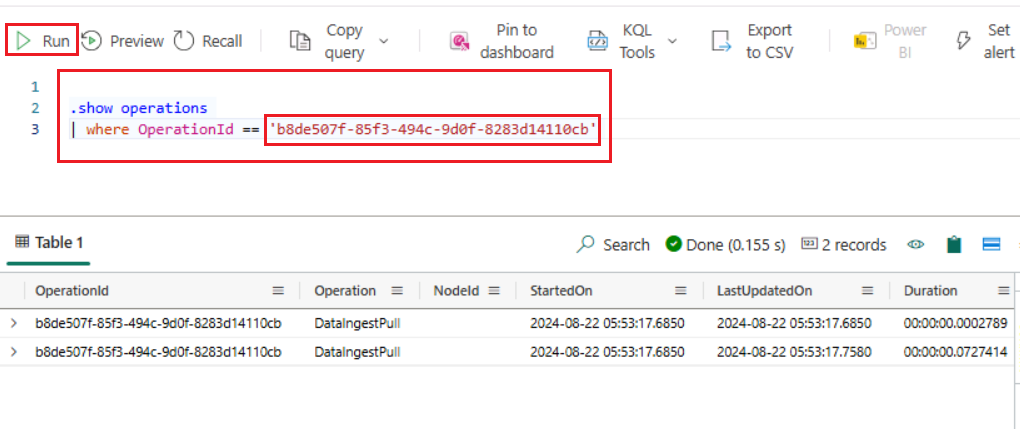 Run Preview Recall Copy query Pin to dashboard KQL Tools Export to CSV Power BI Set alert
1
2 .show operations
3 | where OperationId == 'b8de507f-85f3-494c-9d0f-8283d14110cb'
Table 1 Search Done (0.155 s) 2 records
OperationId Operation NodeId StartedOn LastUpdatedOn Duration
b8de507f-85f3-494c-9d0f-8283d14110cb DataIngestPull 2024-08-22 05:53:17.6850 2024-08-22 05:53:17.6850 00:00:00.0002789
b8de507f-85f3-494c-9d0f-8283d14110cb DataIngestPull 2024-08-22 05:53:17.6850 2024-08-22 05:53:17.7580 00:00:00.0727414